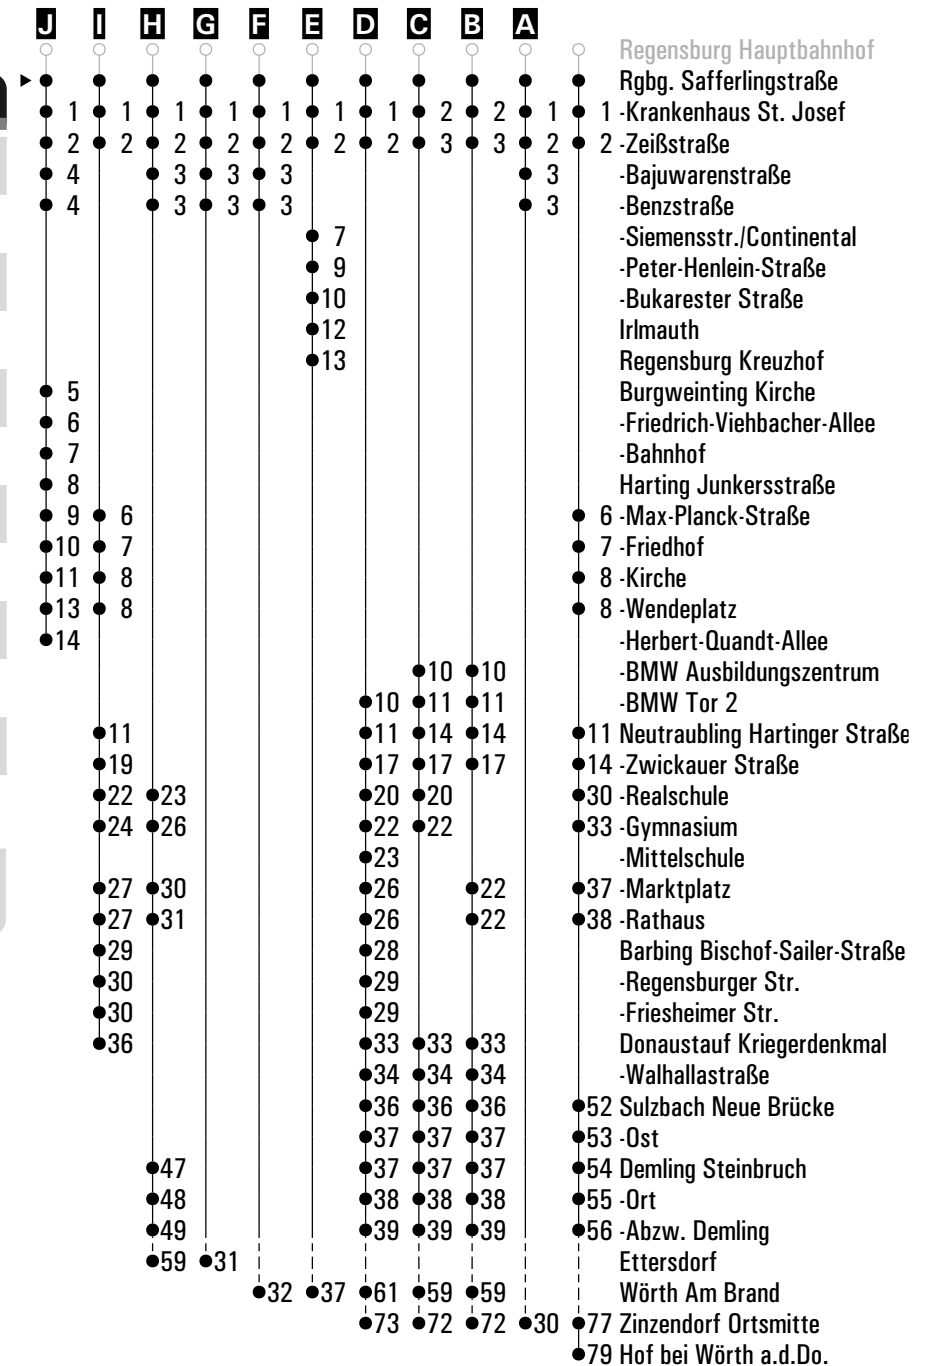 J I H G F E D C B A
Regensburg Hauptbahnhof
Rgbg. Safferlingstraße
1 1 1 1 1 1 1 2 2 1 1 -Krankenhaus St. Josef
2 2 2 2 2 2 2 3 3 2 2 -Zeißstraße
4 3 3 3 3 -Bajuwarenstraße
4 3 3 3 3 -Benzstraße
7 -Siemensstr./Continental
9 -Peter-Henlein-Straße
10 -Bukarester Straße
12 Irlmauth
13 Regensburg Kreuzhof
5 Burgweinting Kirche
6 -Friedrich-Viehbacher-Allee
7 -Bahnhof
8 Harting Junkersstraße
9 6 6 -Max-Planck-Straße
10 7 7 -Friedhof
11 8 8 -Kirche
13 8 8 -Wendeplatz
14 -Herbert-Quandt-Allee
10 10 -BMW Ausbildungszentrum
10 11 11 -BMW Tor 2
11 11 14 14 11 Neutraubling Hartinger Straße
19 17 17 17 14 -Zwickauer Straße
22 23 20 20 30 -Realschule
24 26 22 22 33 -Gymnasium
23 -Mittelschule
27 30 26 22 37 -Marktplatz
27 31 26 22 38 -Rathaus
29 28 Barbing Bischof-Sailer-Straße
30 29 -Regensburger Str.
30 29 -Friesheimer Str.
36 33 33 33 Donaustauf Kriegerdenkmal
34 34 34 -Walhallastraße
36 36 36 52 Sulzbach Neue Brücke
37 37 37 53 -Ost
47 37 37 37 54 Demling Steinbruch
48 38 38 38 55 -Ort
49 39 39 39 56 -Abzw. Demling
59 31 Ettersdorf
32 37 61 59 59 Wörth Am Brand
73 72 72 30 77 Zinzendorf Ortsmitte
79 Hof bei Wörth a.d.Do.